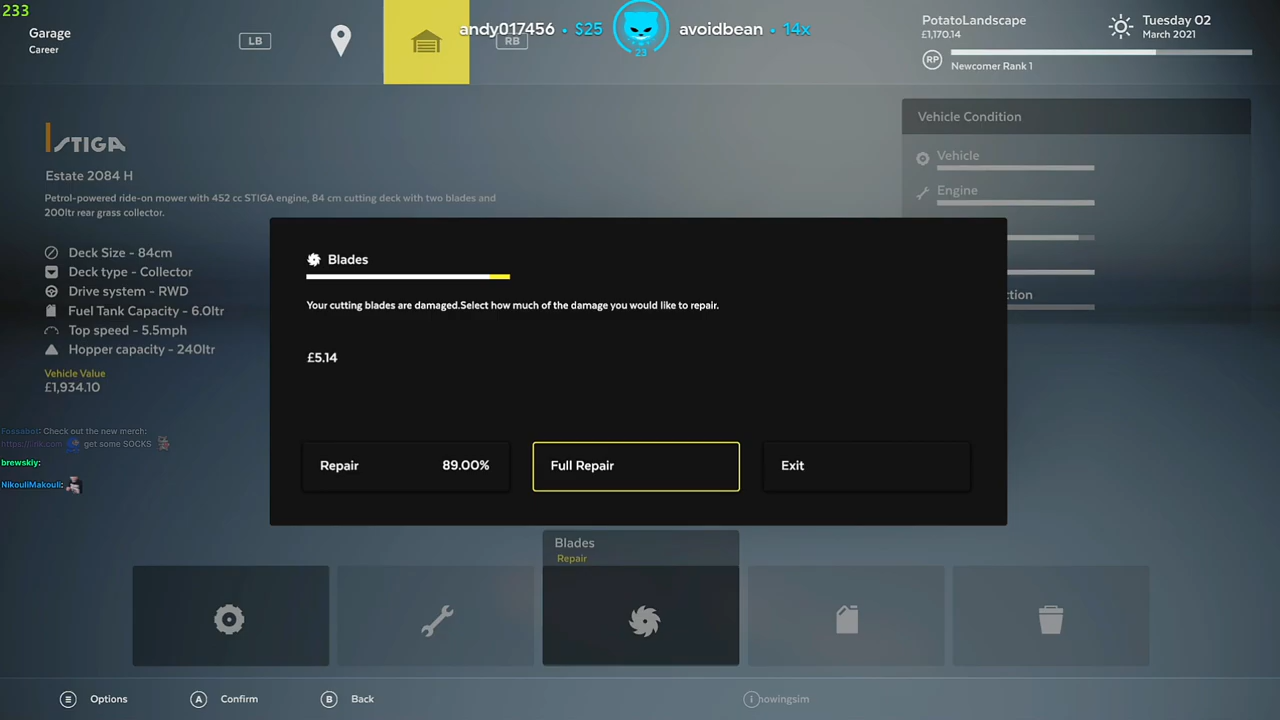 233
Garage
Career
LB
RB
andy017456 • $25
23
avoidbean • 14x
PotatoLandscape
£1,170.14
RP
Newcomer Rank 1
Tuesday 02
March 2021
STIGA
Estate 2084 H
Petrol-powered ride-on mower with 452 cc STIGA engine, 84 cm cutting deck with two blades and
200ltr rear grass collector.
Deck Size - 84cm
Deck type - Collector
Drive system - RWD
Fuel Tank Capacity - 6.0ltr
Top speed - 5.5mph
Hopper capacity - 240ltr
Vehicle Value
£1,934.10
Vehicle Condition
Vehicle
Engine
ction
Blades
Your cutting blades are damaged.Select how much of the damage you would like to repair.
£5.14
Repair 89.00%
Full Repair
Exit
Check out the new merch:
get some SOCKS
brewskiy:
NikouliMakouli:
Blades
Repair
Options
A Confirm
B Back
i nowingsim